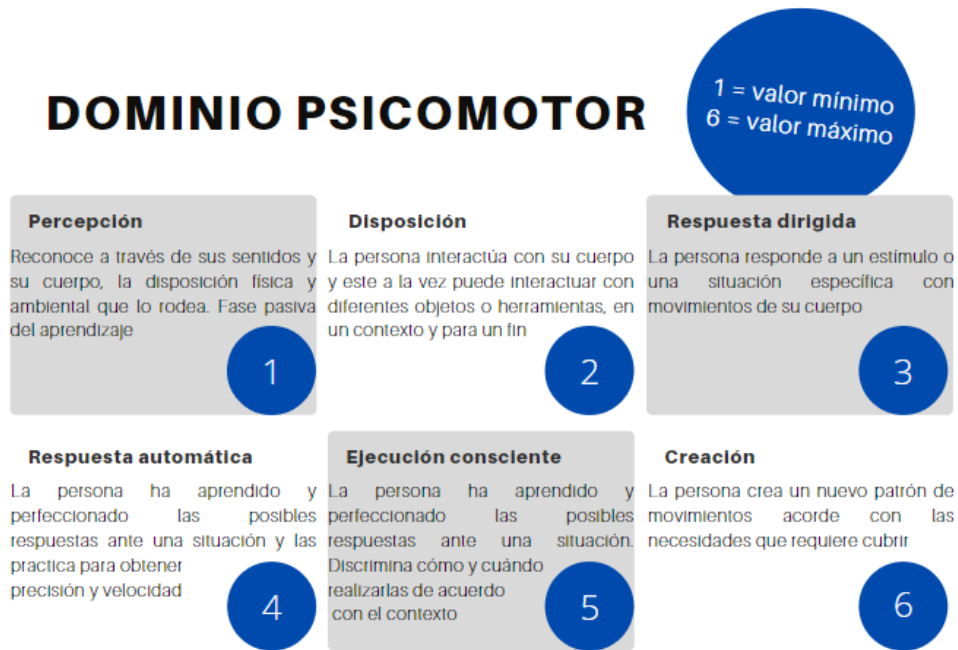 DOMINIO PSICOMOTOR
1 = valor mínimo
6 = valor máximo
Percepción
Reconoce a través de sus sentidos y
su cuerpo, la disposición física y
ambiental que lo rodea. Fase pasiva
del aprendizaje
1
Disposición
La persona interactúa con su cuerpo
y este a la vez puede interactuar con
diferentes objetos o herramientas, en
un contexto y para un fin
2
Respuesta dirigida
La persona responde a un estímulo o
una situación específica con
movimientos de su cuerpo
3
Respuesta automática
La persona ha aprendido y
perfeccionado las posibles
respuestas ante una situación y las
practica para obtener
precisión y velocidad
4
Ejecución consciente
La persona ha aprendido y
perfeccionado las posibles
respuestas ante una situación.
Discrimina cómo y cuándo
realizarlas de acuerdo
con el contexto
5
Creación
La persona crea un nuevo patrón de
movimientos acorde con las
necesidades que requiere cubrir
6